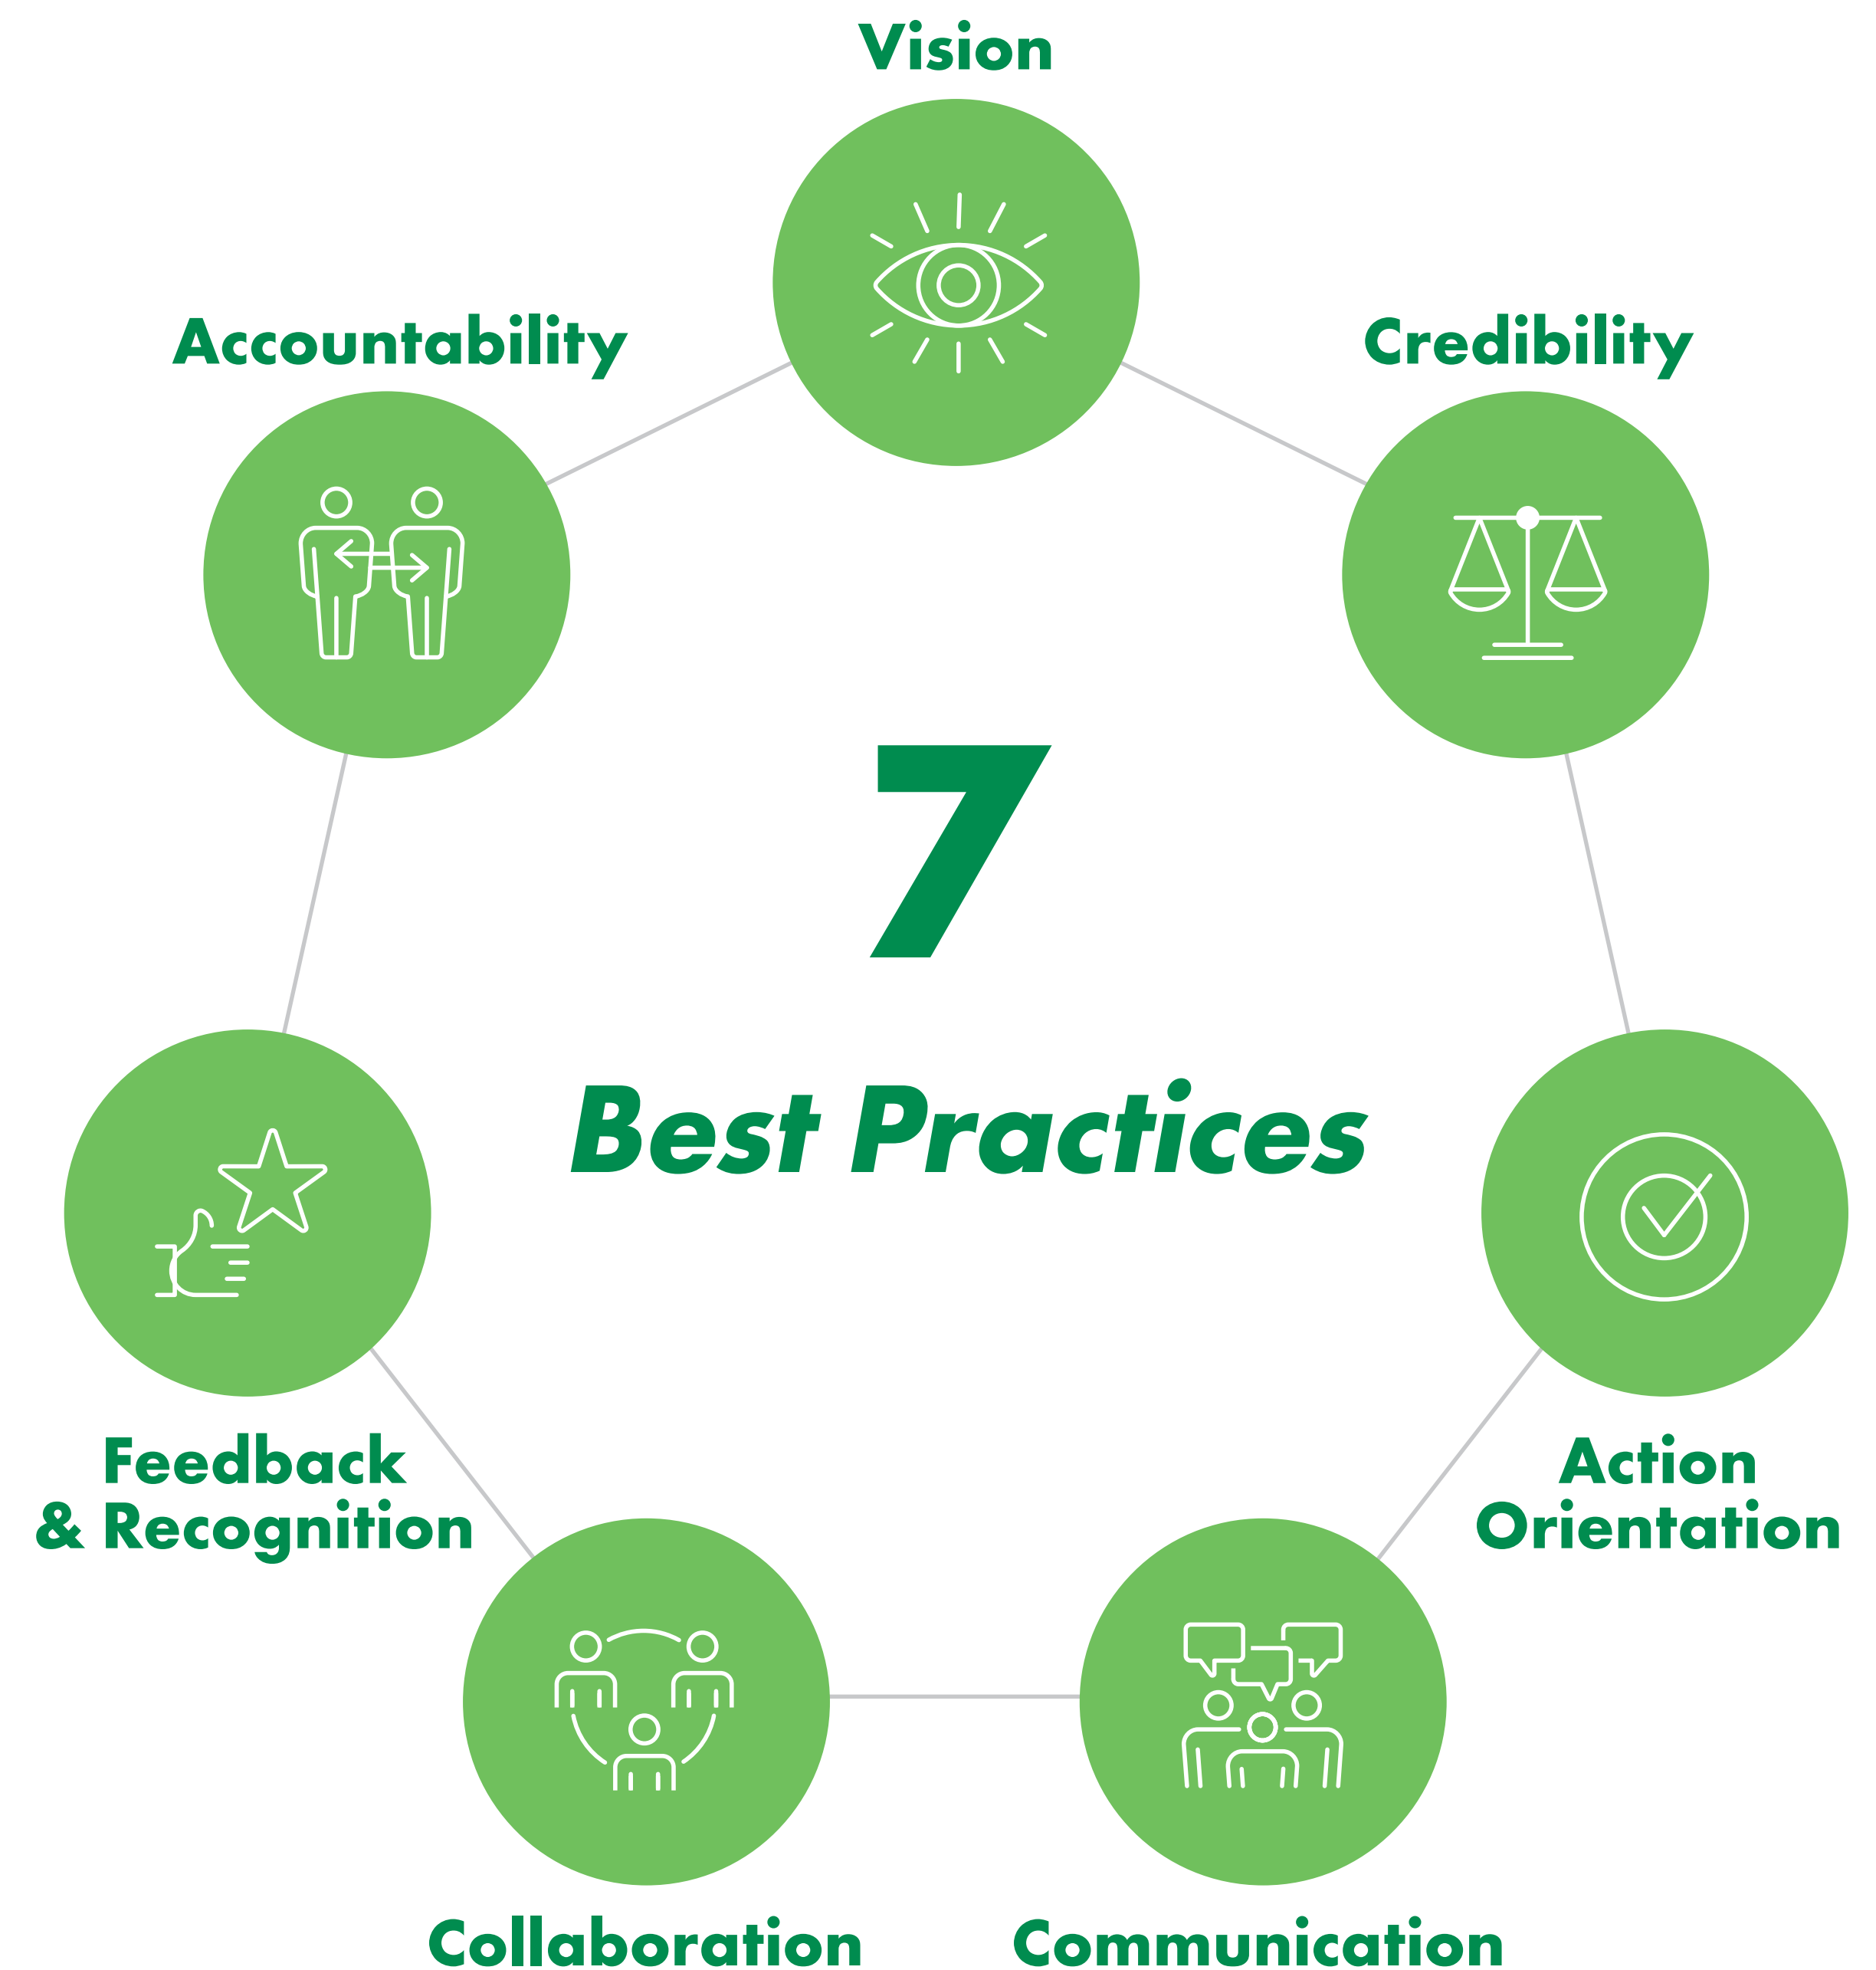 Vision
Accountability
Credibility
7
Best Practices
Feedback
& Recognition
Action
Orientation
Collaboration
Communication